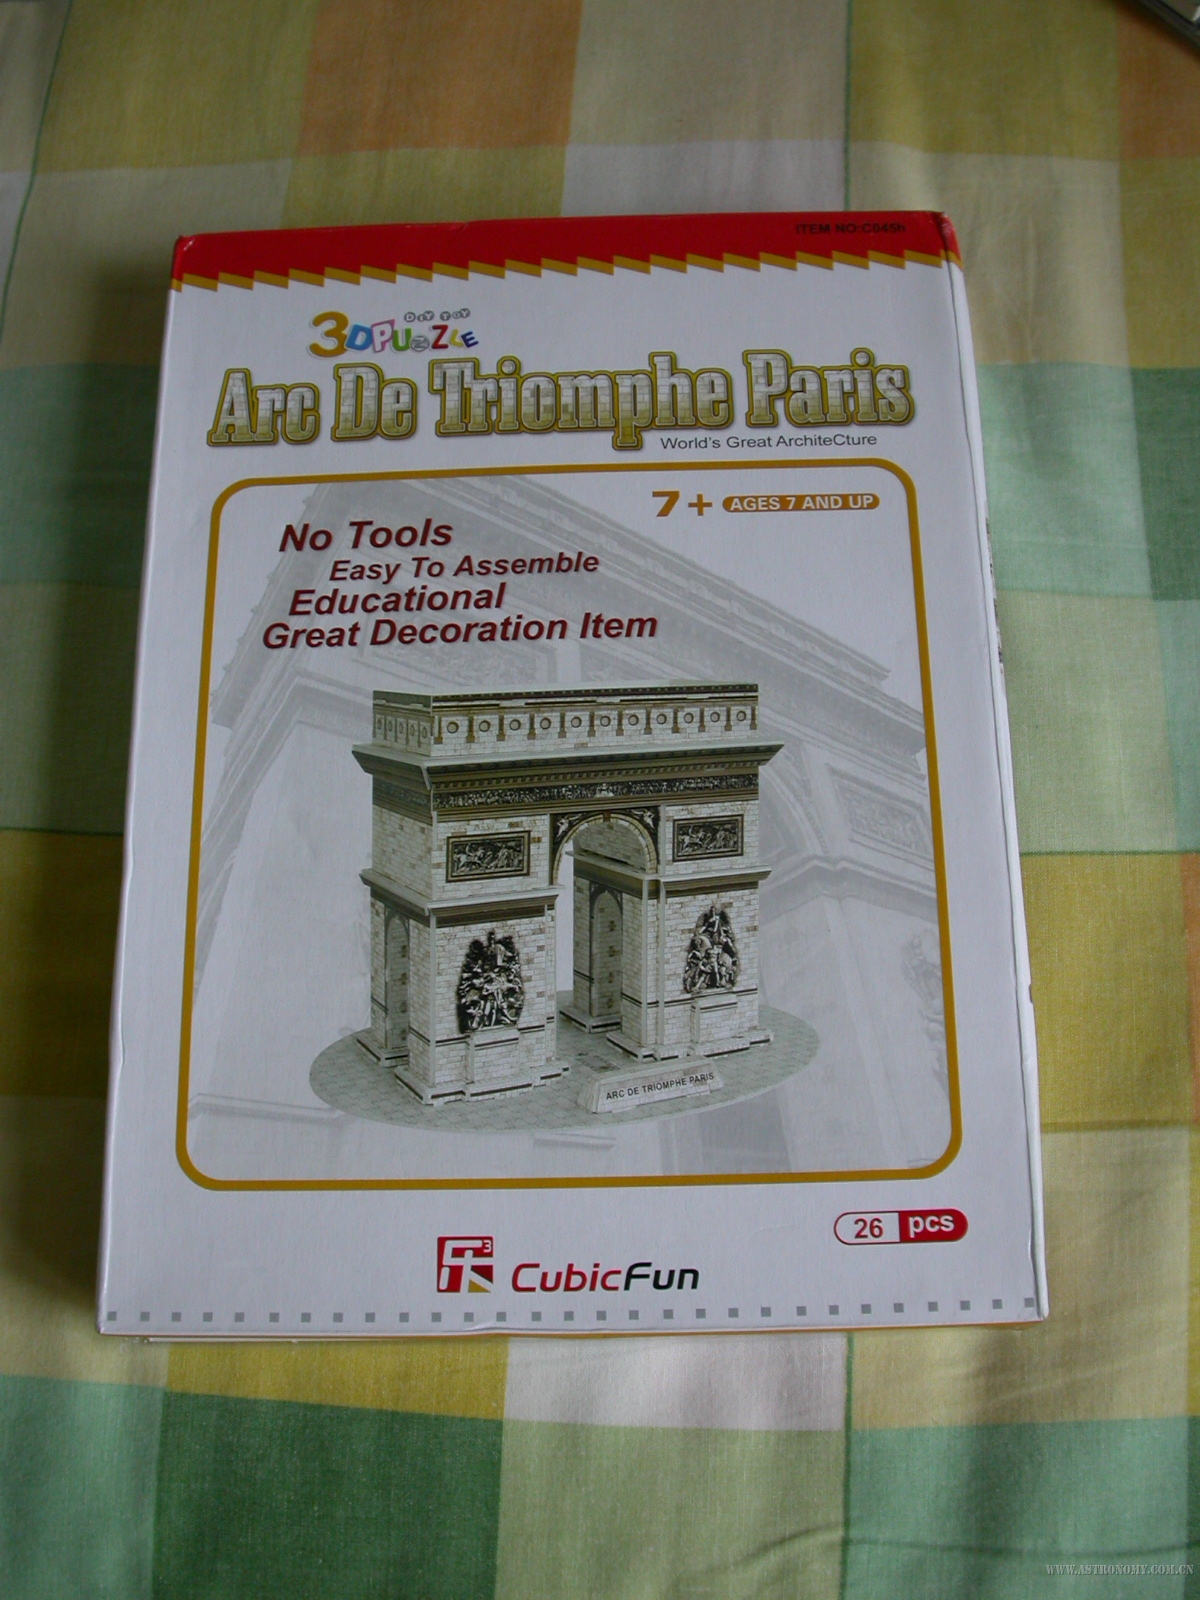 ITEM NO:C045h
DIY TOY
3DPUZZLE
Arc De Triomphe Paris
World's Great ArchiteCture
7+ AGES 7 AND UP
No Tools
Easy To Assemble
Educational
Great Decoration Item
ARC DE TRIOMPHE PARIS
26 pcs
3
CubicFun
WWW.ASTRONOMY.COM.CN